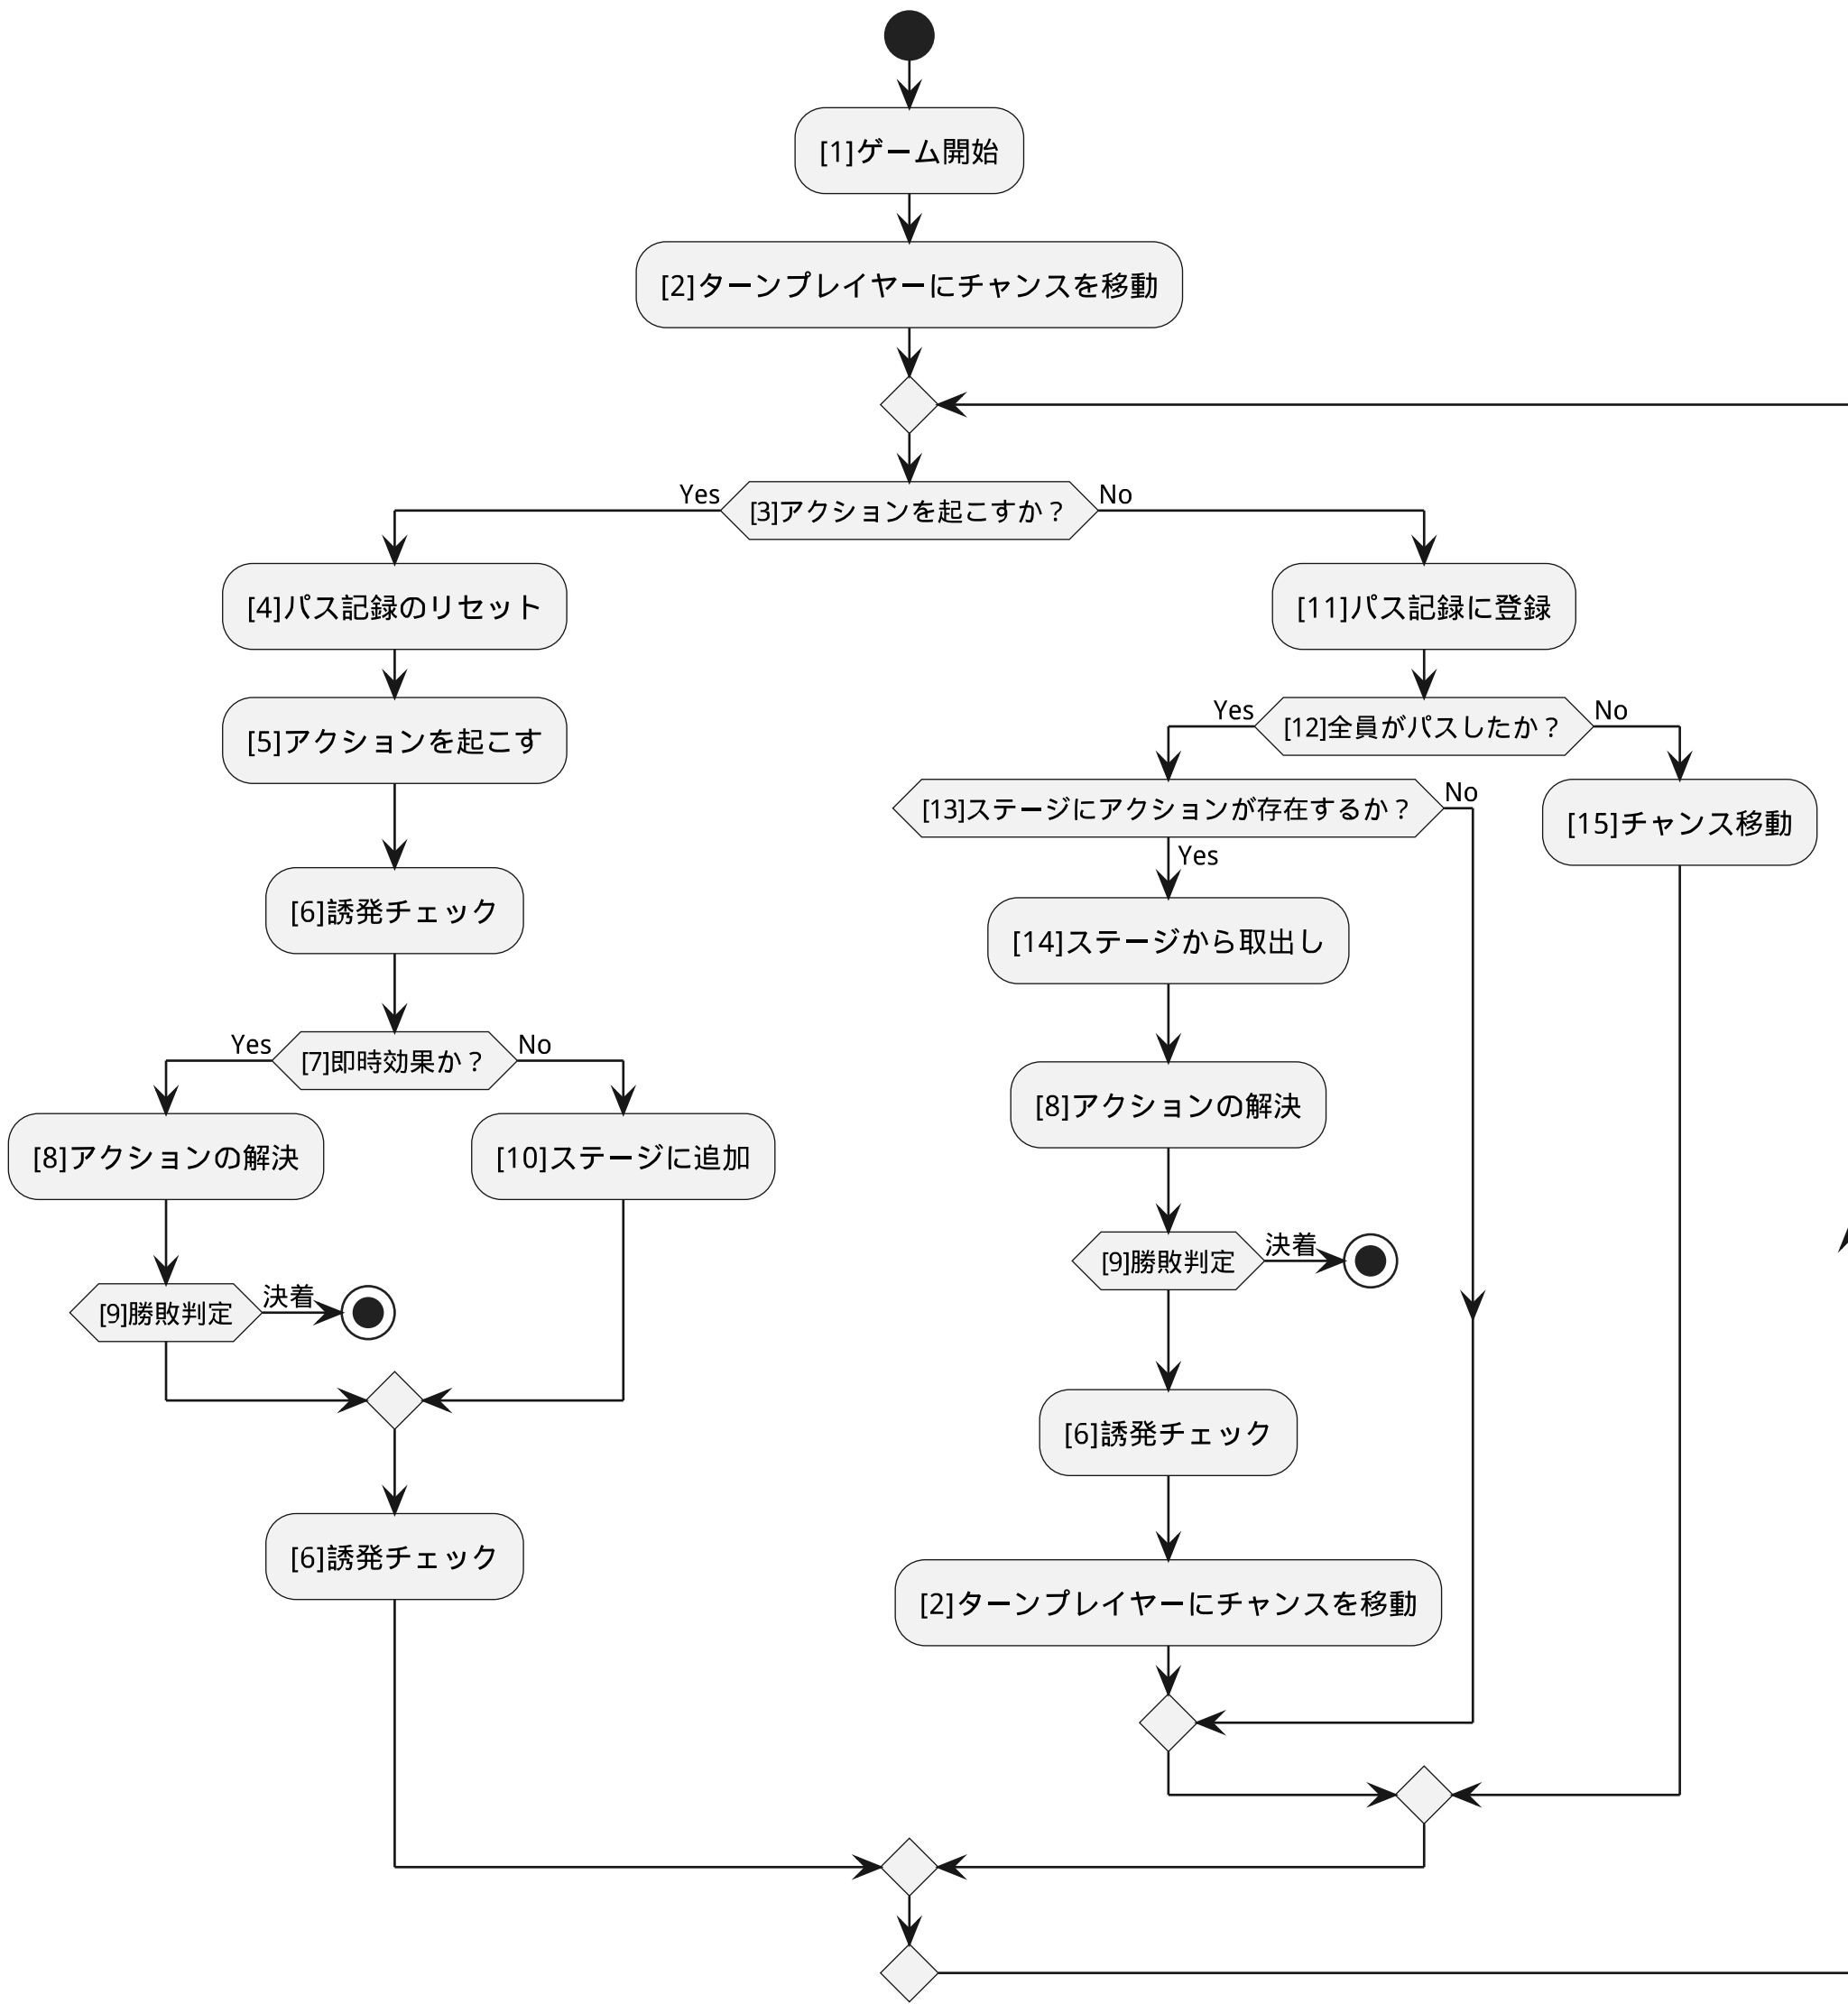 [1]ゲーム開始
[2]ターンプレイヤーにチャンスを移動
Yes
[3]アクションを起こすか？
No
[4]パス記録のリセット
[5]アクションを起こす
[6]誘発チェック
Yes
[7]即時効果か？
No
[8]アクションの解決
[10]ステージに追加
[9]勝敗判定
決着
[6]誘発チェック
[11]パス記録に登録
Yes
[12]全員がパスしたか？
No
[13]ステージにアクションが存在するか？
No
Yes
[14]ステージから取出し
[8]アクションの解決
[9]勝敗判定
決着
[6]誘発チェック
[2]ターンプレイヤーにチャンスを移動
[15]チャンス移動